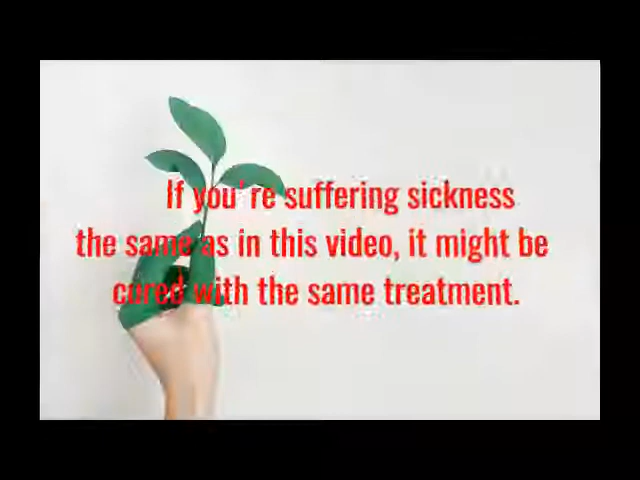 If you're suffering sickness
the same as in this video, it might be
cured with the same treatment.